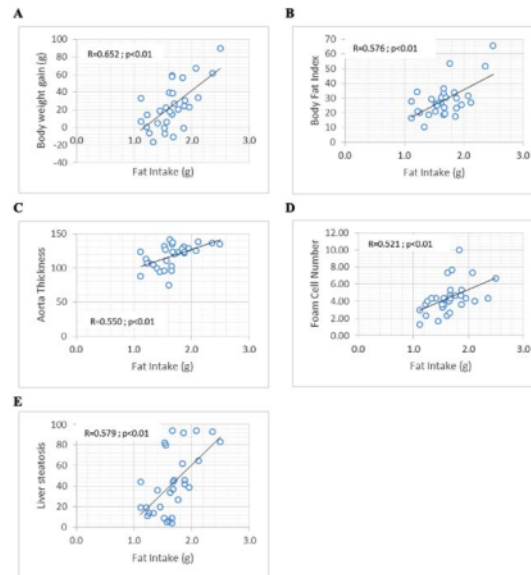 A
R=0.652 ; p<0.01
Body weight gain (g)
100
80
60
40
20
0
-20
-40
0.0 1.0 2.0 3.0
Fat Intake (g)
B
R=0.576 ; p<0.01
Body Fat Index
70
60
50
40
30
20
10
0
0.0 1.0 2.0 3.0
Fat Intake (g)
C
R=0.550 ; p<0.01
Aorta Thickness
150
100
50
0
0.0 1.0 2.0 3.0
Fat Intake (g)
D
R=0.521 ; p<0.01
Foam Cell Number
12.00
10.00
8.00
6.00
4.00
2.00
0.00
0.0 1.0 2.0 3.0
Fat Intake (g)
E
R=0.579 ; p<0.01
Liver steatosis
100
80
60
40
20
0
0.0 1.0 2.0 3.0
Fat Intake (g)